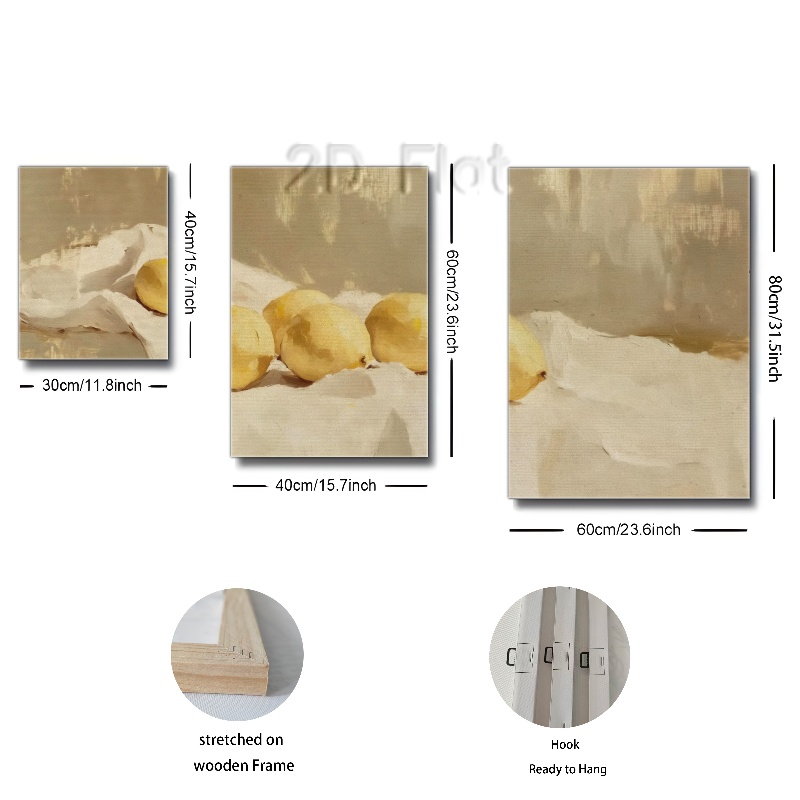 2D Flat
40cm/15.7inch
30cm/11.8inch
60cm/23.6inch
40cm/15.7inch
80cm/31.5inch
60cm/23.6inch
stretched on
wooden Frame
Hook
Ready to Hang